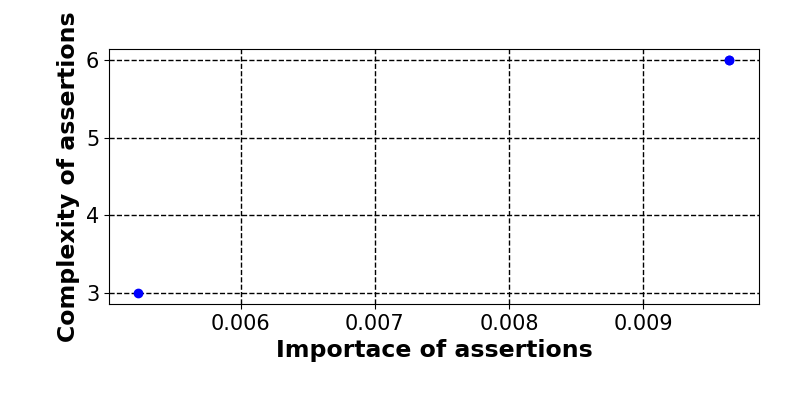 Complexity of assertions
6
5
4
3
0.006 0.007 0.008 0.009
Importace of assertions